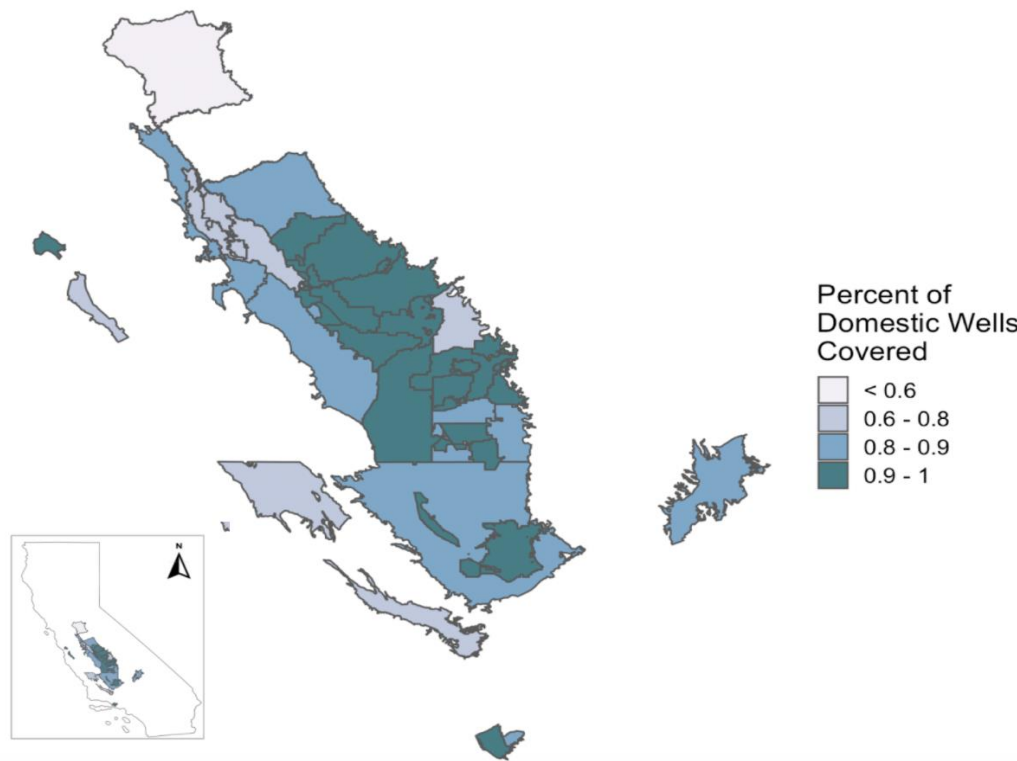 Percent of
Domestic Wells
Covered
< 0.6
0.6 - 0.8
0.8 - 0.9
0.9 - 1
N